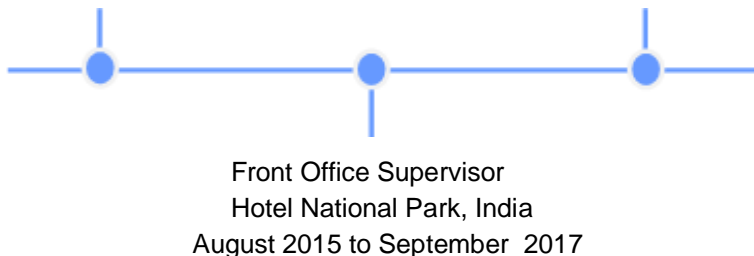 Front Office Supervisor
Hotel National Park, India
August 2015 to September  2017